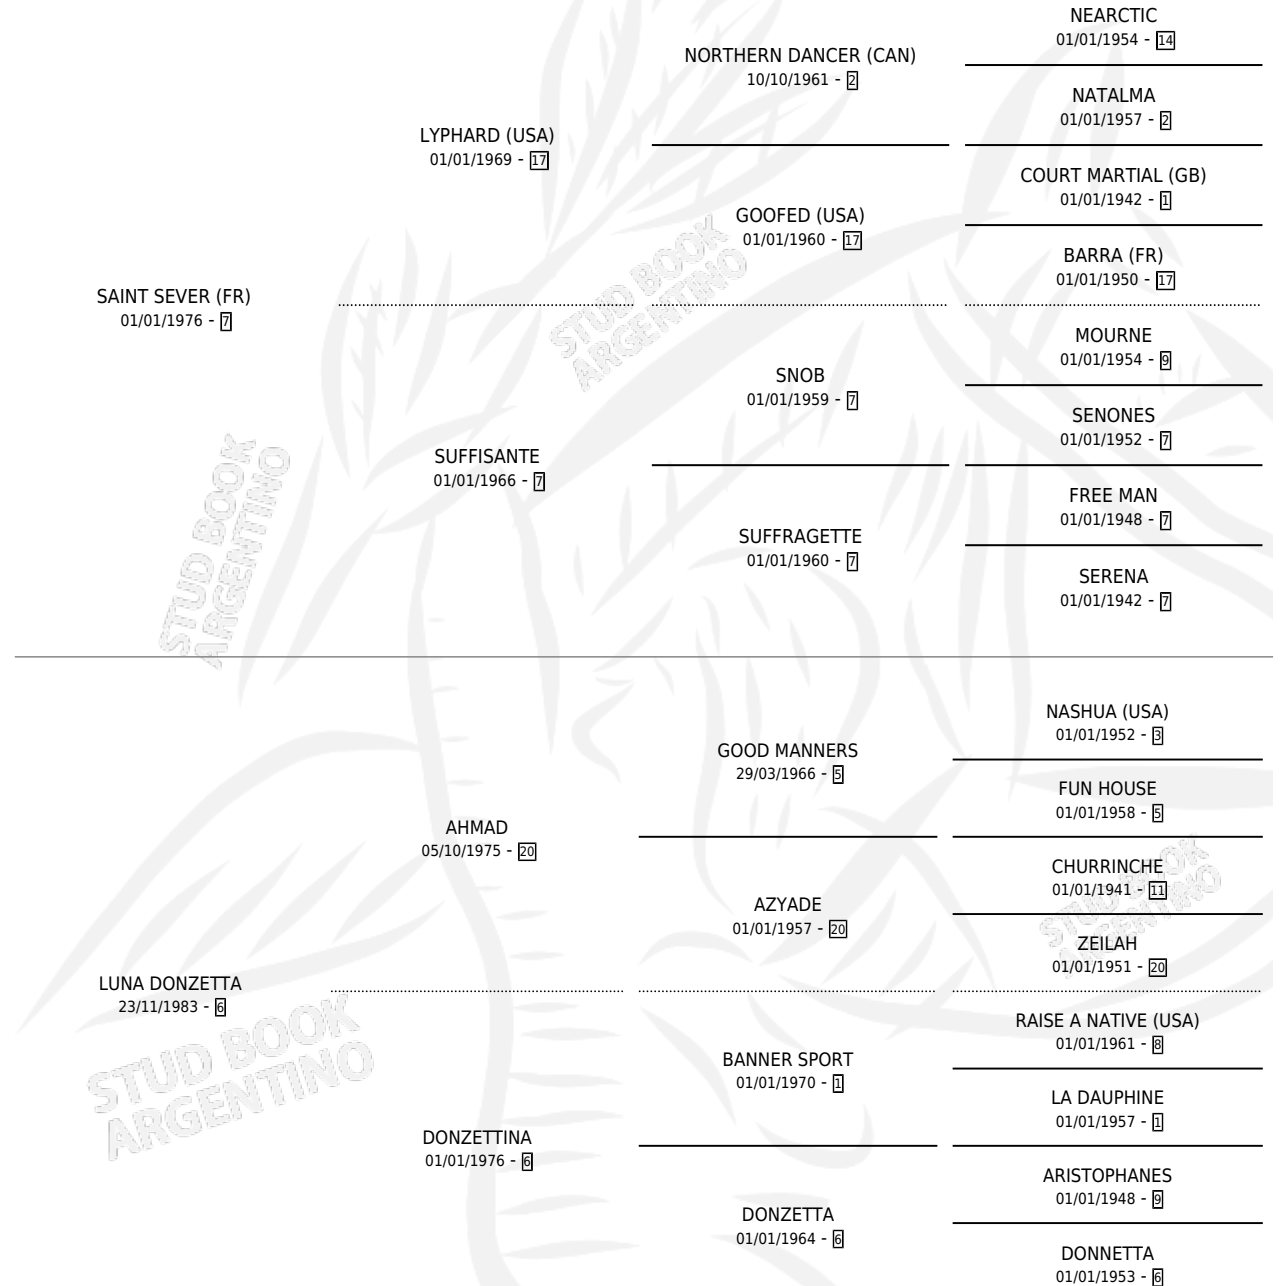 NEARCTIC
01/01/1954 - 14
NORTHERN DANCER (CAN)
10/10/1961 - 2
NATALMA
01/01/1957 - 2
LYPHARD (USA)
01/01/1969 - 17
COURT MARTIAL (GB)
01/01/1942 - 1
GOOFED (USA)
01/01/1960 - 17
BARRA (FR)
01/01/1950 - 17
SAINT SEVER (FR)
01/01/1976 - 7
STUD BOOK
ARGENTINO
MOURNE
01/01/1954 - 9
SNOB
01/01/1959 - 7
SENONES
01/01/1952 - 7
SUFFISANTE
01/01/1966 - 7
FREE MAN
01/01/1948 - 7
SUFFRAGETTE
01/01/1960 - 7
SERENA
01/01/1942 - 7
STUD BOOK
ARGENTINO
NASHUA (USA)
01/01/1952 - 3
GOOD MANNERS
29/03/1966 - 5
FUN HOUSE
01/01/1958 - 5
AHMAD
05/10/1975 - 20
CHURRINCHE
01/01/1941 - 11
AZYADE
01/01/1957 - 20
ZEILAH
01/01/1951 - 20
STUD BOOK
ARGENTINO
LUNA DONZETTA
23/11/1983 - 6
RAISE A NATIVE (USA)
01/01/1961 - 8
BANNER SPORT
01/01/1970 - 1
LA DAUPHINE
01/01/1957 - 1
STUD BOOK
ARGENTINO
DONZETTINA
01/01/1976 - 6
ARISTOPHANES
01/01/1948 - 9
DONZETTA
01/01/1964 - 6
DONNETTA
01/01/1953 - 6